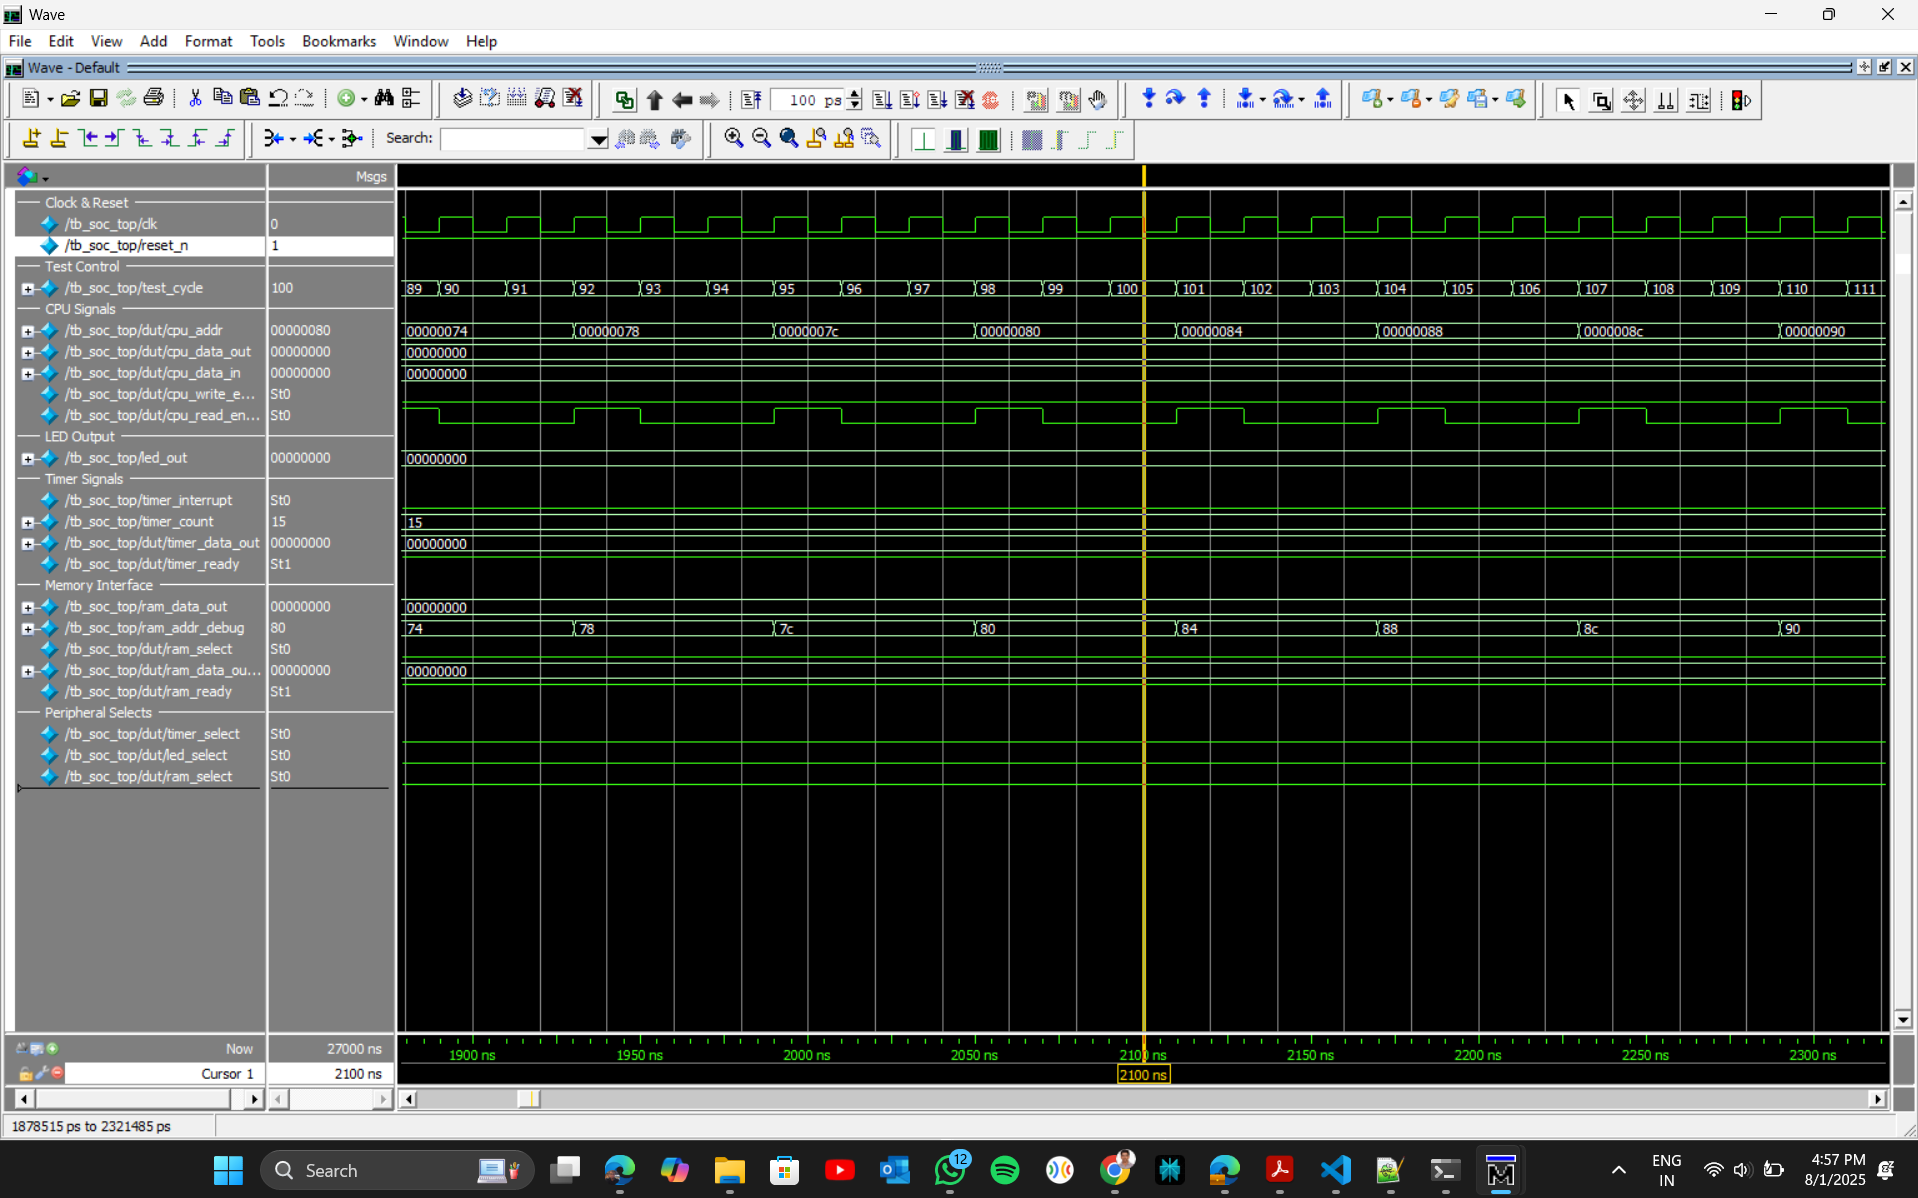 Wave
File Edit View Add Format Tools Bookmarks Window Help
Wave - Default
100 ps
Search:
Msgs
Clock & Reset
/tb_soc_top/clk 0
/tb_soc_top/reset_n 1
Test Control
/tb_soc_top/test_cycle 100 89 90 91 92 93 94 95 96 97 98 99 100 101 102 103 104 105 106 107 108 109 110 111
CPU Signals
/tb_soc_top/dut/cpu_addr 00000080 00000074 00000078 0000007c 00000080 00000084 00000088 0000008c 00000090
/tb_soc_top/dut/cpu_data_out 00000000 00000000
/tb_soc_top/dut/cpu_data_in 00000000 00000000
/tb_soc_top/dut/cpu_write_e... St0
/tb_soc_top/dut/cpu_read_en... St0
LED Output
/tb_soc_top/led_out 00000000 00000000
Timer Signals
/tb_soc_top/timer_interrupt St0
/tb_soc_top/timer_count 15 15
/tb_soc_top/dut/timer_data_out 00000000 00000000
/tb_soc_top/dut/timer_ready St1
Memory Interface
/tb_soc_top/ram_data_out 00000000 00000000
/tb_soc_top/ram_addr_debug 80 74 78 7c 80 84 88 8c 90
/tb_soc_top/dut/ram_select St0
/tb_soc_top/dut/ram_data_ou... 00000000 00000000
/tb_soc_top/dut/ram_ready St1
Peripheral Selects
/tb_soc_top/dut/timer_select St0
/tb_soc_top/dut/led_select St0
/tb_soc_top/dut/ram_select St0
Now 27000 ns 1900 ns 1950 ns 2000 ns 2050 ns 2100 ns 2150 ns 2200 ns 2250 ns 2300 ns
Cursor 1 2100 ns 2100 ns
1878515 ps to 2321485 ps
Search
12
ENG
IN
4:57 PM
8/1/2025